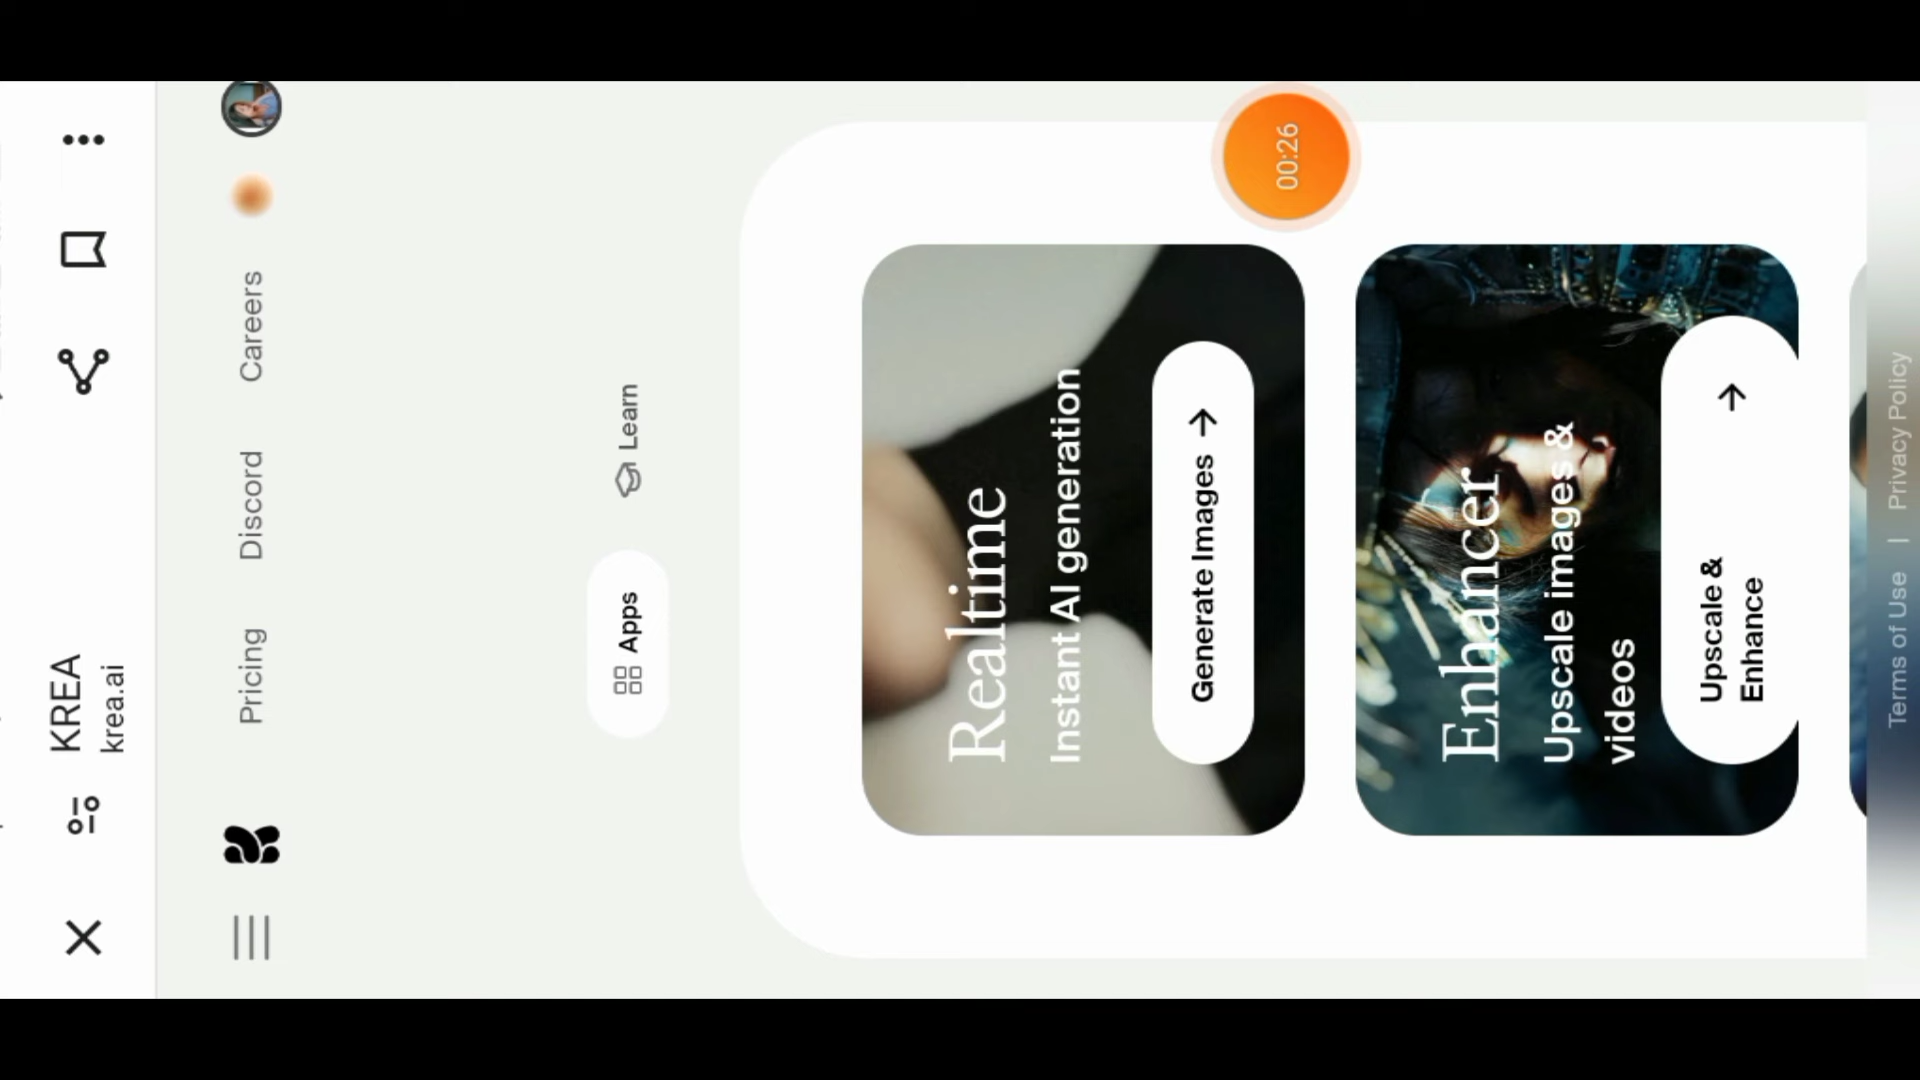 KREA
krea.ai
Pricing
Discord
Careers
Apps
Learn
00:26
Realtime
Instant AI generation
Generate Images →
Enhancer
Upscale images &
videos
Upscale &
Enhance →
Terms of Use | Privacy Policy